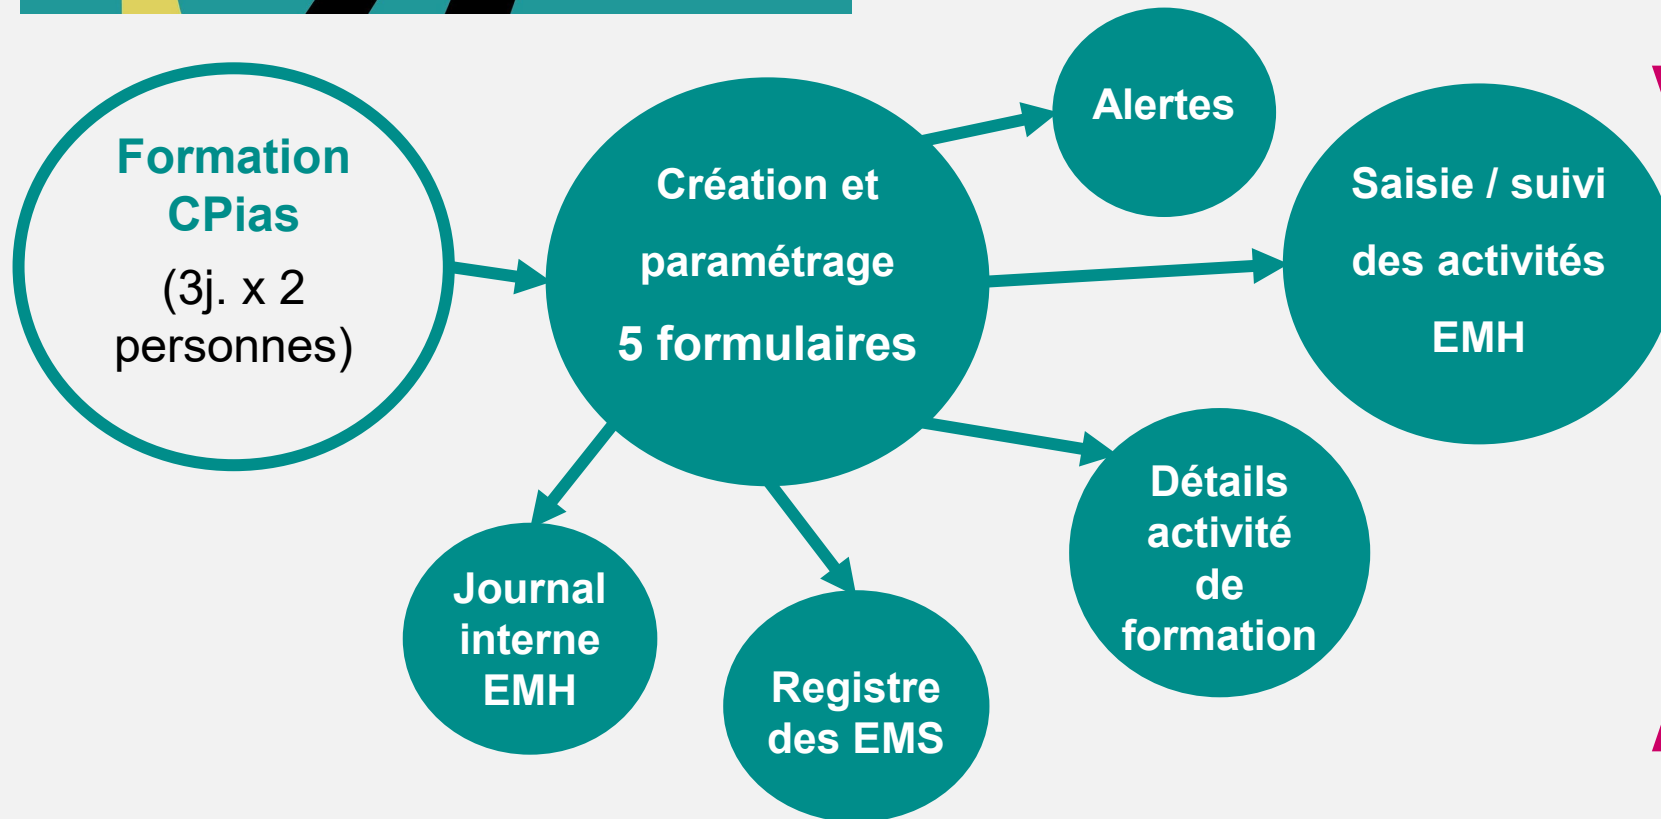 Formation
CPias
(3j. x 2
personnes)
Création et
paramétrage
5 formulaires
Alertes
Saisie / suivi
des activités
EMH
Détails
activité
de
formation
Registre
des EMS
Journal
interne
EMH